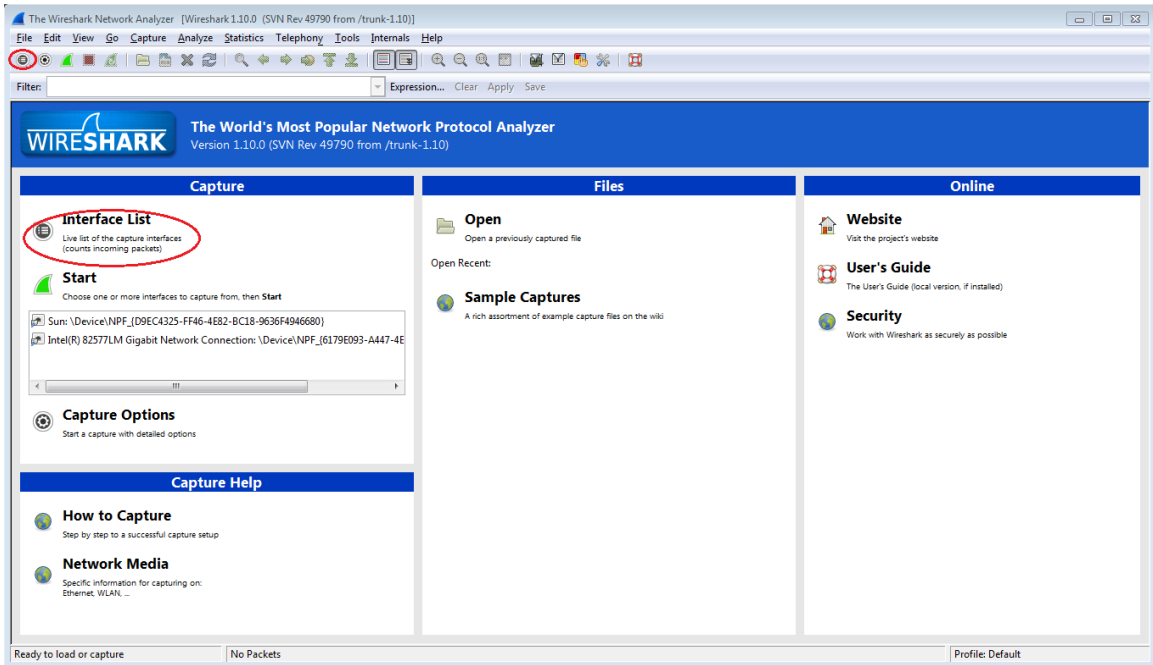 The Wireshark Network Analyzer [Wireshark 1.10.0 (SVN Rev 49790 from /trunk-1.10)]
File Edit View Go Capture Analyze Statistics Telephony Tools Internals Help
Filter: Expression... Clear Apply Save
WIRESHARK
The World's Most Popular Network Protocol Analyzer
Version 1.10.0 (SVN Rev 49790 from /trunk-1.10)
Capture
Interface List
Live list of the capture interfaces
(counts incoming packets)
Start
Choose one or more interfaces to capture from, then Start
Sun: \Device\NPF_{D9EC4325-FF46-4E82-BC18-9636F4946680}
Intel(R) 82577LM Gigabit Network Connection: \Device\NPF_{6179E093-A447-4E
Capture Options
Start a capture with detailed options
Capture Help
How to Capture
Step by step to a successful capture setup
Network Media
Specific information for capturing on:
Ethernet, WLAN, ...
Files
Open
Open a previously captured file
Open Recent:
Sample Captures
A rich assortment of example capture files on the wiki
Online
Website
Visit the project's website
User's Guide
The User's Guide (local version, if installed)
Security
Work with Wireshark as securely as possible
Ready to load or capture
No Packets
Profile: Default